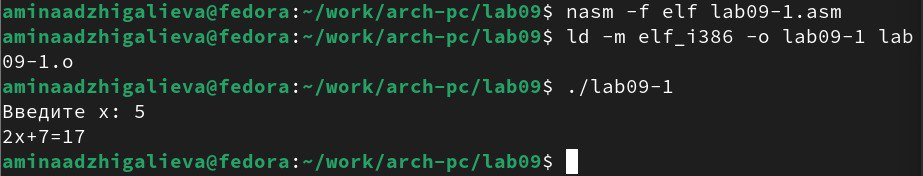 aminaadzhigalieva@fedora:~/work/arch-pc/lab09$ nasm -f elf lab09-1.asm
aminaadzhigalieva@fedora:~/work/arch-pc/lab09$ ld -m elf_i386 -o lab09-1 lab
09-1.o
aminaadzhigalieva@fedora:~/work/arch-pc/lab09$ ./lab09-1
Введите x: 5
2x+7=17
aminaadzhigalieva@fedora:~/work/arch-pc/lab09$